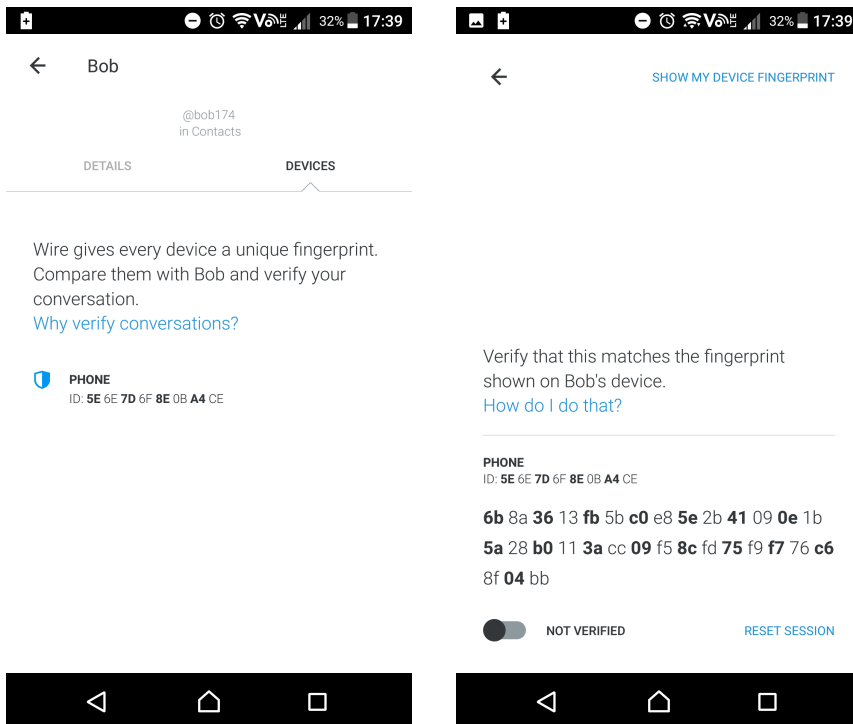 32% 17:39
Bob
@bob174
in Contacts
DETAILS DEVICES
Wire gives every device a unique fingerprint.
Compare them with Bob and verify your
conversation.
Why verify conversations?
PHONE
ID: 5E 6E 7D 6F 8E 0B A4 CE
32% 17:39
SHOW MY DEVICE FINGERPRINT
Verify that this matches the fingerprint
shown on Bob's device.
How do I do that?
PHONE
ID: 5E 6E 7D 6F 8E 0B A4 CE
6b 8a 36 13 fb 5b c0 e8 5e 2b 41 09 0e 1b
5a 28 b0 11 3a cc 09 f5 8c fd 75 f9 f7 76 c6
8f 04 bb
NOT VERIFIED RESET SESSION